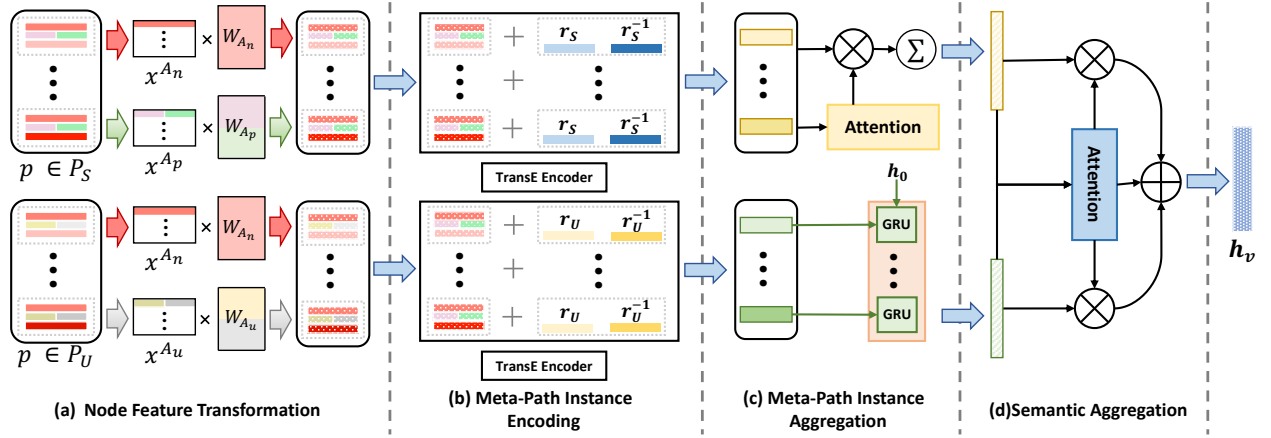 p ∈ P_S
x^{A_n} × W_{A_n}
x^{A_p} × W_{A_p}
p ∈ P_U
x^{A_n} × W_{A_n}
x^{A_u} × W_{A_u}
(a) Node Feature Transformation
+ r_S r_S^{-1}
+
+ r_S r_S^{-1}
TransE Encoder
+ r_U r_U^{-1}
+
+ r_U r_U^{-1}
TransE Encoder
(b) Meta-Path Instance
Encoding
Σ
Attention
h_0
GRU
GRU
(c) Meta-Path Instance
Aggregation
Attention
(d)Semantic Aggregation
h_v